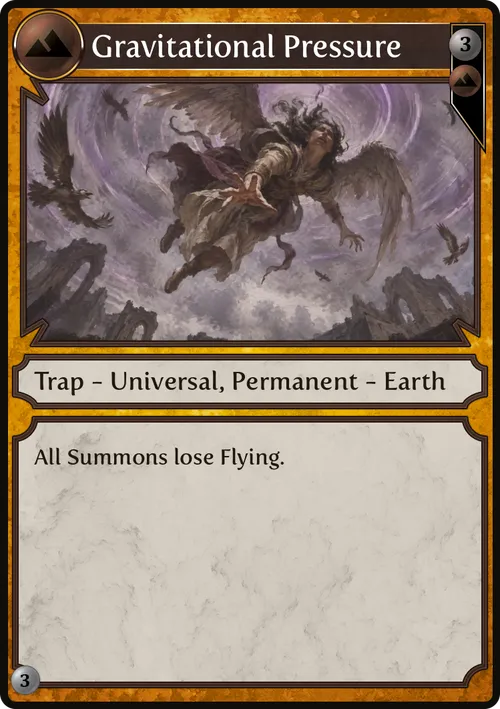 Gravitational Pressure
3
Trap - Universal, Permanent - Earth
All Summons lose Flying.
3